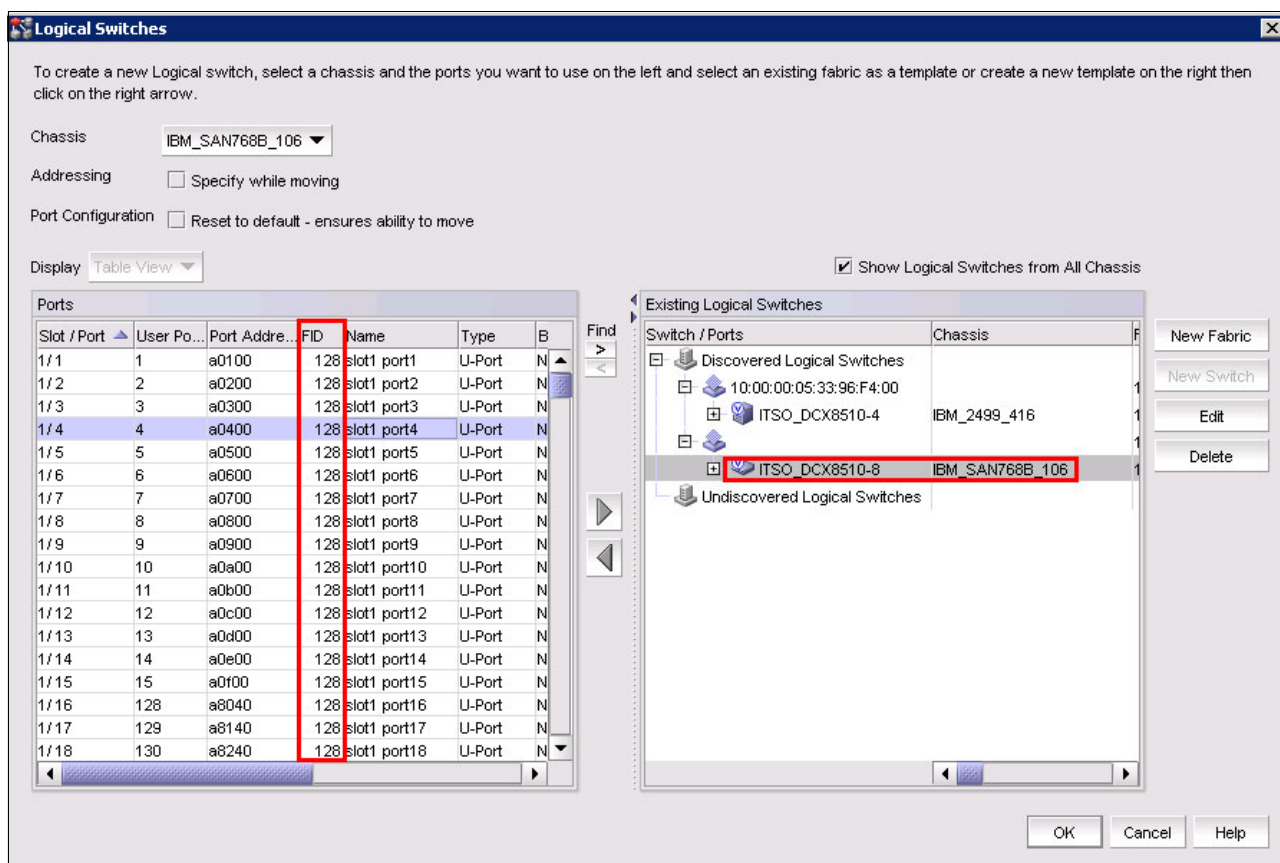 Logical Switches
To create a new Logical switch, select a chassis and the ports you want to use on the left and select an existing fabric as a template or create a new template on the right then
click on the right arrow.
Chassis IBM_SAN768B_106
Addressing Specify while moving
Port Configuration Reset to default - ensures ability to move
Display Table View Show Logical Switches from All Chassis
Ports
Slot / Port User Po... Port Addre... FID Name Type B
1 / 1 1 a0100 128 slot1 port1 U-Port N
1 / 2 2 a0200 128 slot1 port2 U-Port N
1 / 3 3 a0300 128 slot1 port3 U-Port N
1 / 4 4 a0400 128 slot1 port4 U-Port N
1 / 5 5 a0500 128 slot1 port5 U-Port N
1 / 6 6 a0600 128 slot1 port6 U-Port N
1 / 7 7 a0700 128 slot1 port7 U-Port N
1 / 8 8 a0800 128 slot1 port8 U-Port N
1 / 9 9 a0900 128 slot1 port9 U-Port N
1 / 10 10 a0a00 128 slot1 port10 U-Port N
1 / 11 11 a0b00 128 slot1 port11 U-Port N
1 / 12 12 a0c00 128 slot1 port12 U-Port N
1 / 13 13 a0d00 128 slot1 port13 U-Port N
1 / 14 14 a0e00 128 slot1 port14 U-Port N
1 / 15 15 a0f00 128 slot1 port15 U-Port N
1 / 16 128 a8040 128 slot1 port16 U-Port N
1 / 17 129 a8140 128 slot1 port17 U-Port N
1 / 18 130 a8240 128 slot1 port18 U-Port N
Find
>
<
Existing Logical Switches
Switch / Ports Chassis F
Discovered Logical Switches
10:00:00:05:33:96:F4:00 1
ITSO_DCX8510-4 IBM_2499_416 1
1
ITSO_DCX8510-8 IBM_SAN768B_106 1
Undiscovered Logical Switches
New Fabric
New Switch
Edit
Delete
OK Cancel Help